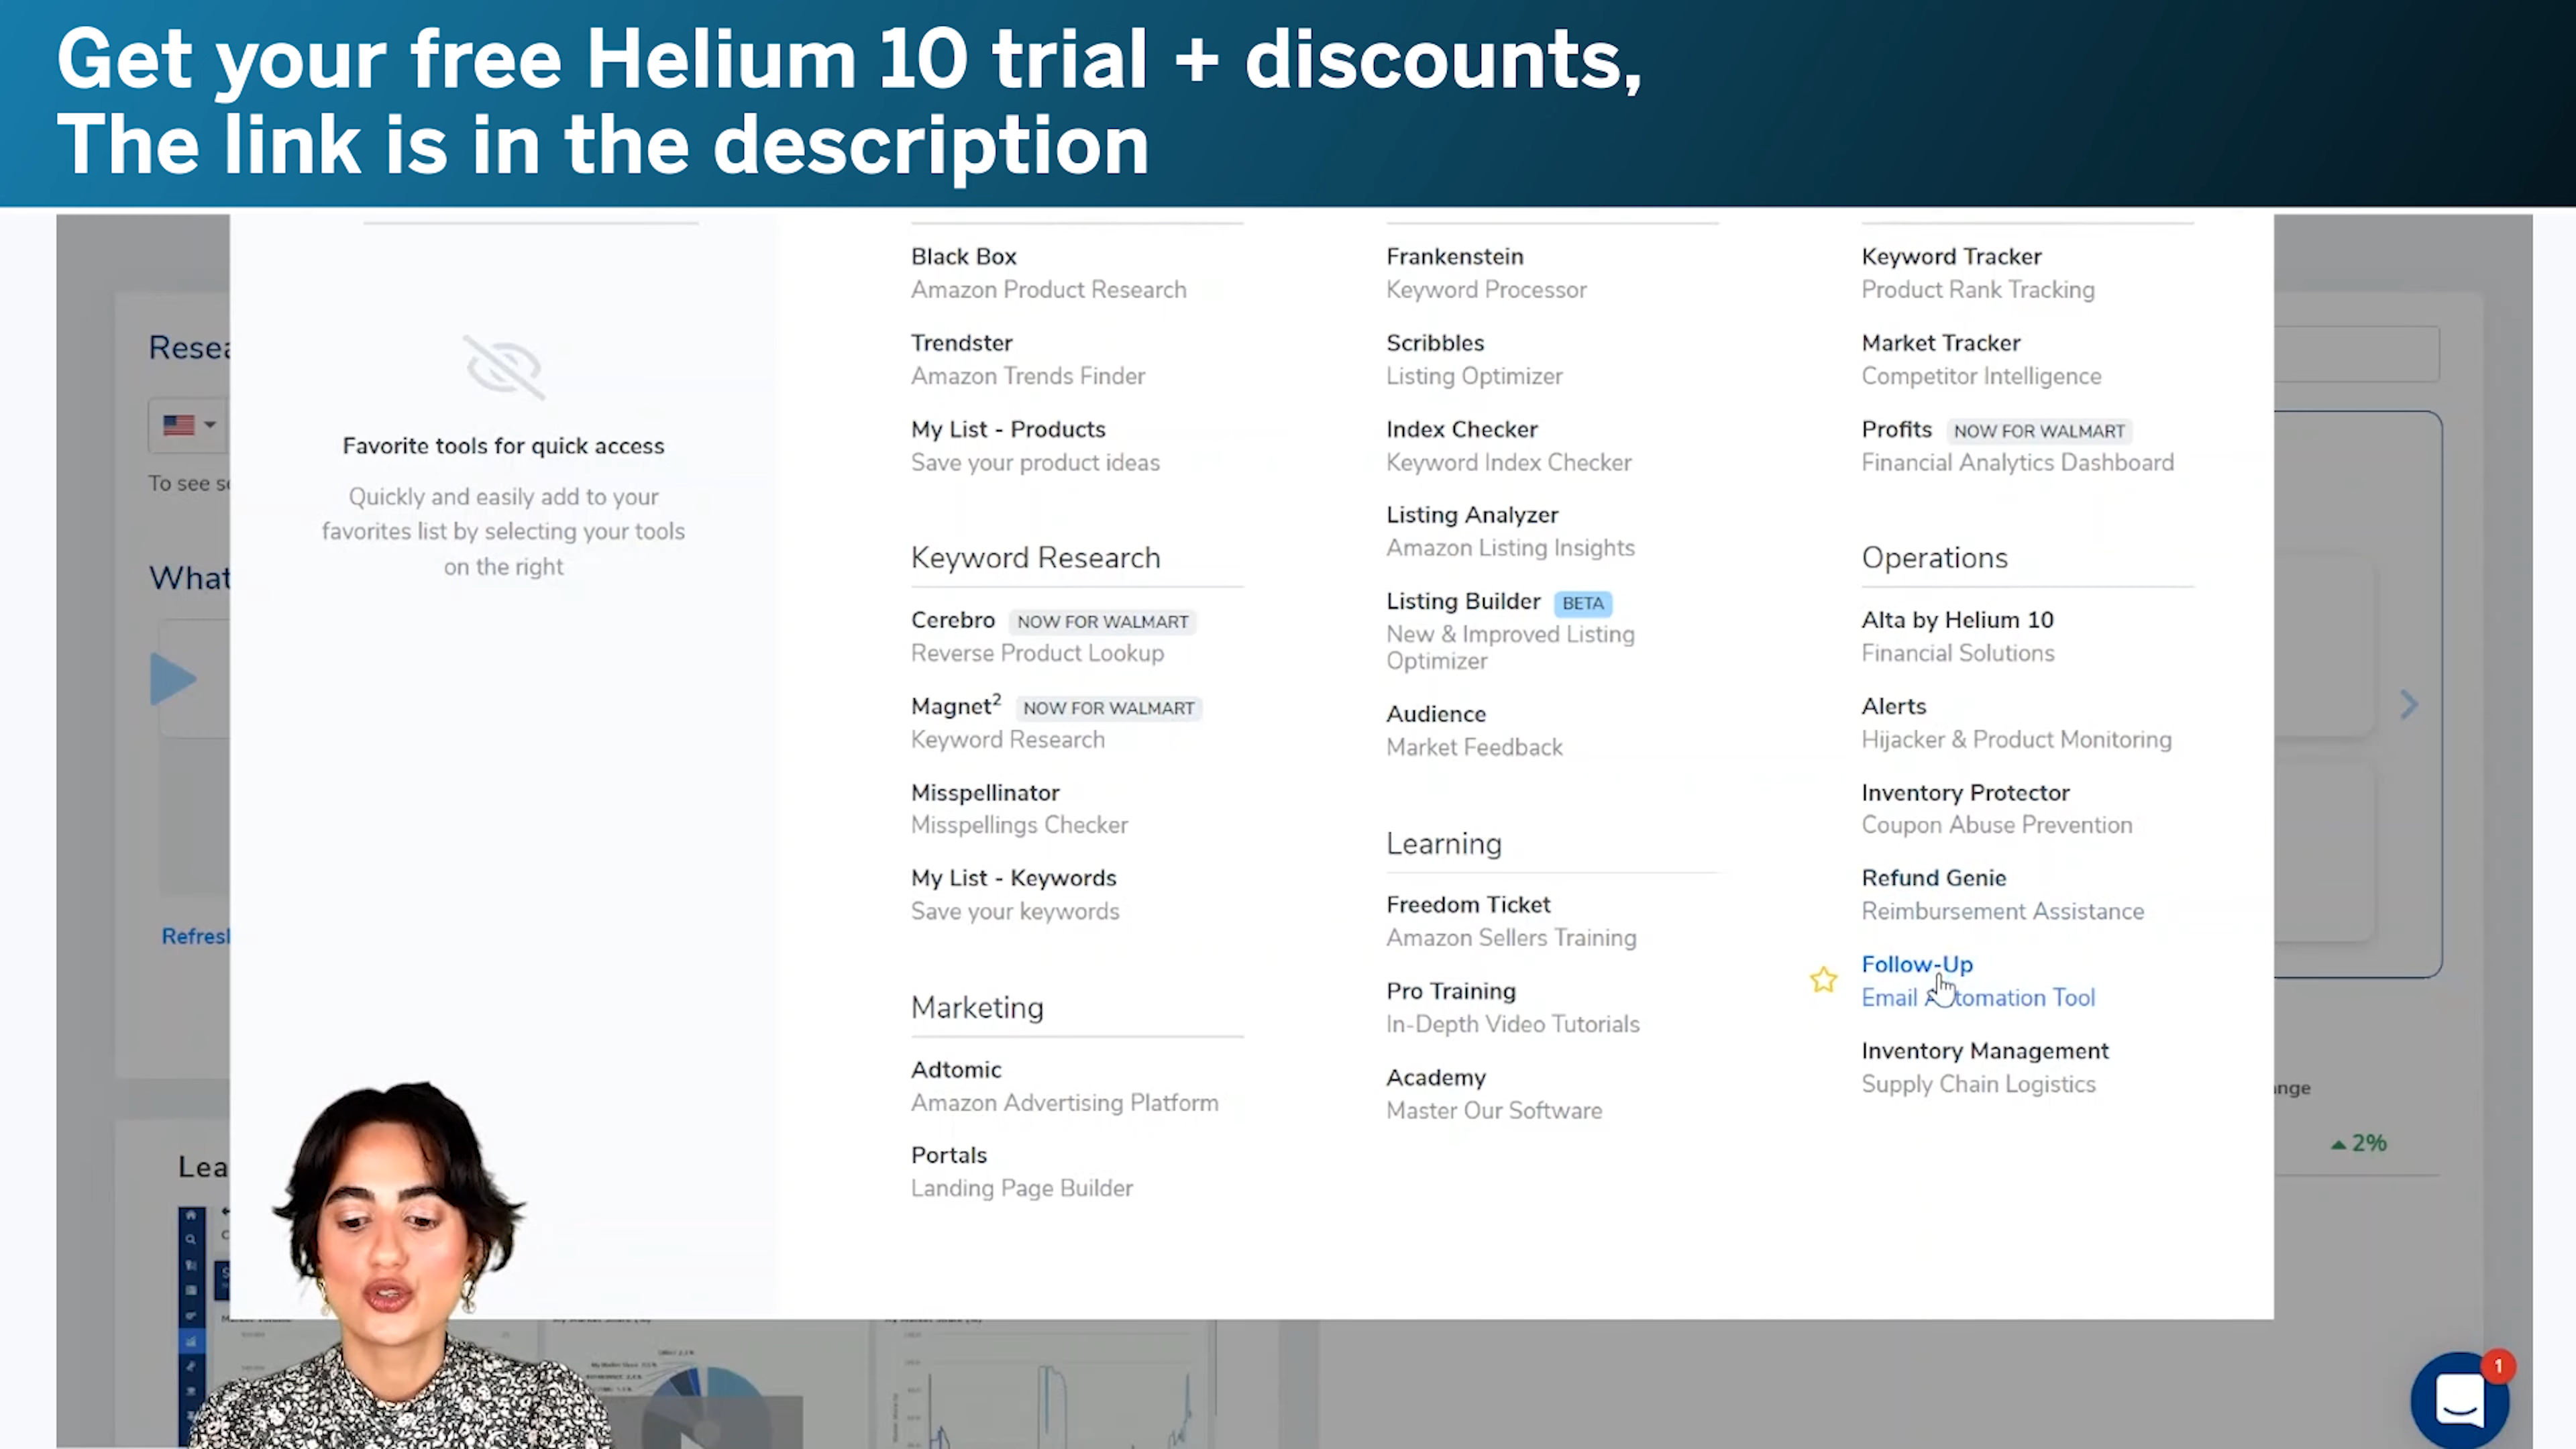 Get your free Helium 10 trial + discounts,
The link is in the description
Favorite tools for quick access
Quickly and easily add to your
favorites list by selecting your tools
on the right
Black Box
Amazon Product Research
Trendster
Amazon Trends Finder
My List - Products
Save your product ideas
Keyword Research
Cerebro NOW FOR WALMART
Reverse Product Lookup
Magnet² NOW FOR WALMART
Keyword Research
Misspellinator
Misspellings Checker
My List - Keywords
Save your keywords
Marketing
Adtomic
Amazon Advertising Platform
Portals
Landing Page Builder
Frankenstein
Keyword Processor
Scribbles
Listing Optimizer
Index Checker
Keyword Index Checker
Listing Analyzer
Amazon Listing Insights
Listing Builder BETA
New & Improved Listing
Optimizer
Audience
Market Feedback
Learning
Freedom Ticket
Amazon Sellers Training
Pro Training
In-Depth Video Tutorials
Academy
Master Our Software
Keyword Tracker
Product Rank Tracking
Market Tracker
Competitor Intelligence
Profits NOW FOR WALMART
Financial Analytics Dashboard
Operations
Alta by Helium 10
Financial Solutions
Alerts
Hijacker & Product Monitoring
Inventory Protector
Coupon Abuse Prevention
Refund Genie
Reimbursement Assistance
Follow-Up
Email Automation Tool
Inventory Management
Supply Chain Logistics
What
To see
2%
1